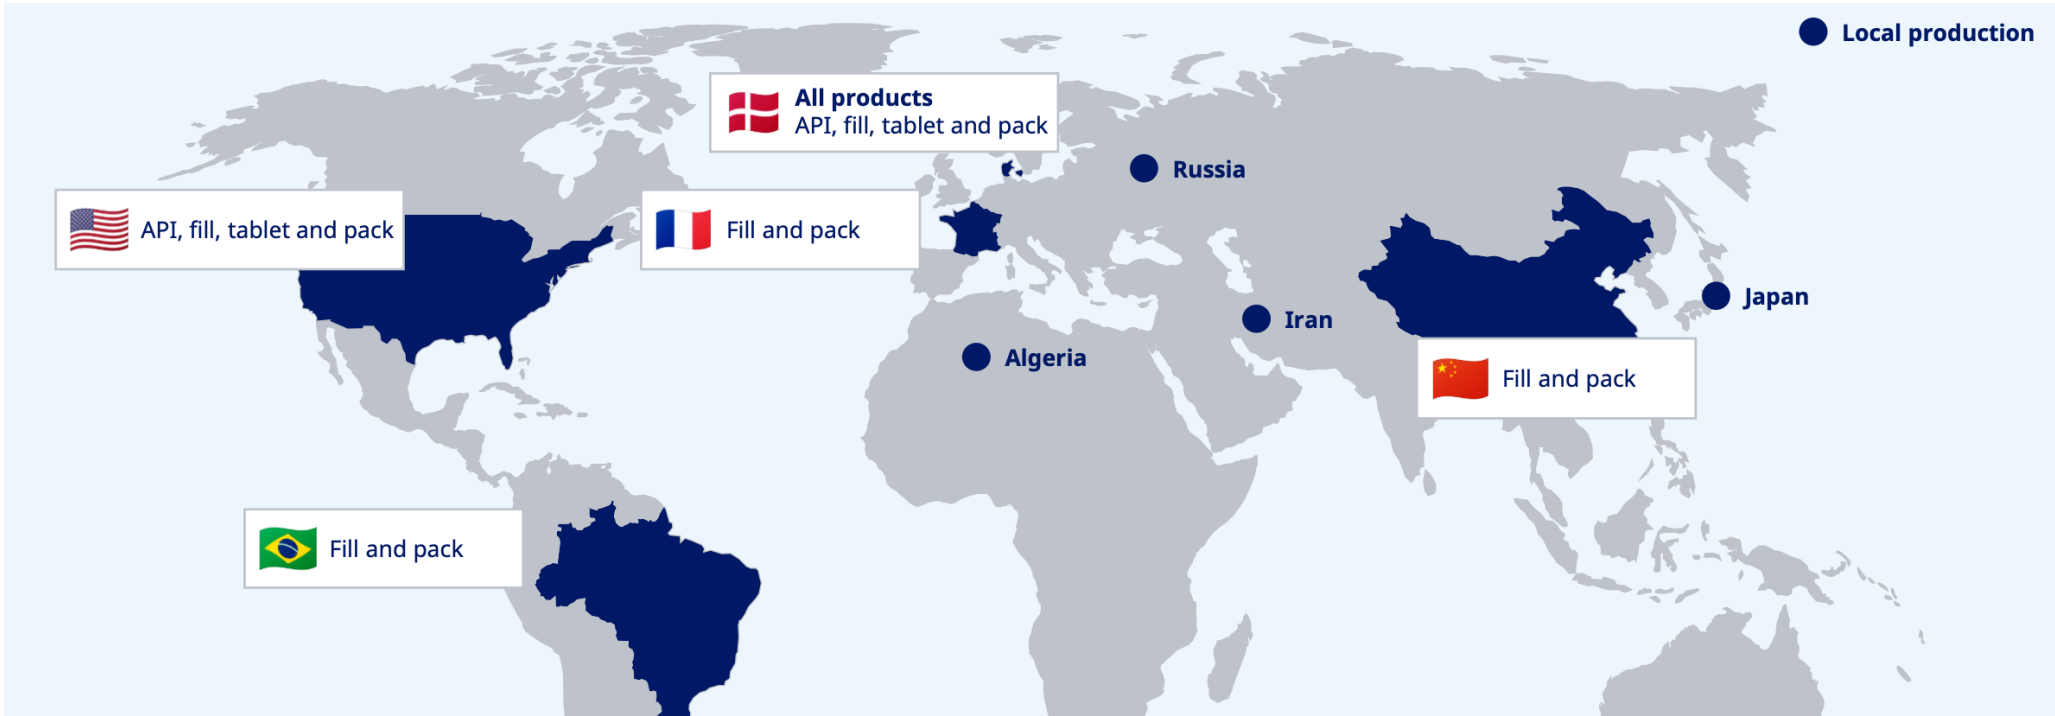 Local production
All products
API, fill, tablet and pack
Russia
API, fill, tablet and pack
Fill and pack
Japan
Iran
Algeria
Fill and pack
Fill and pack